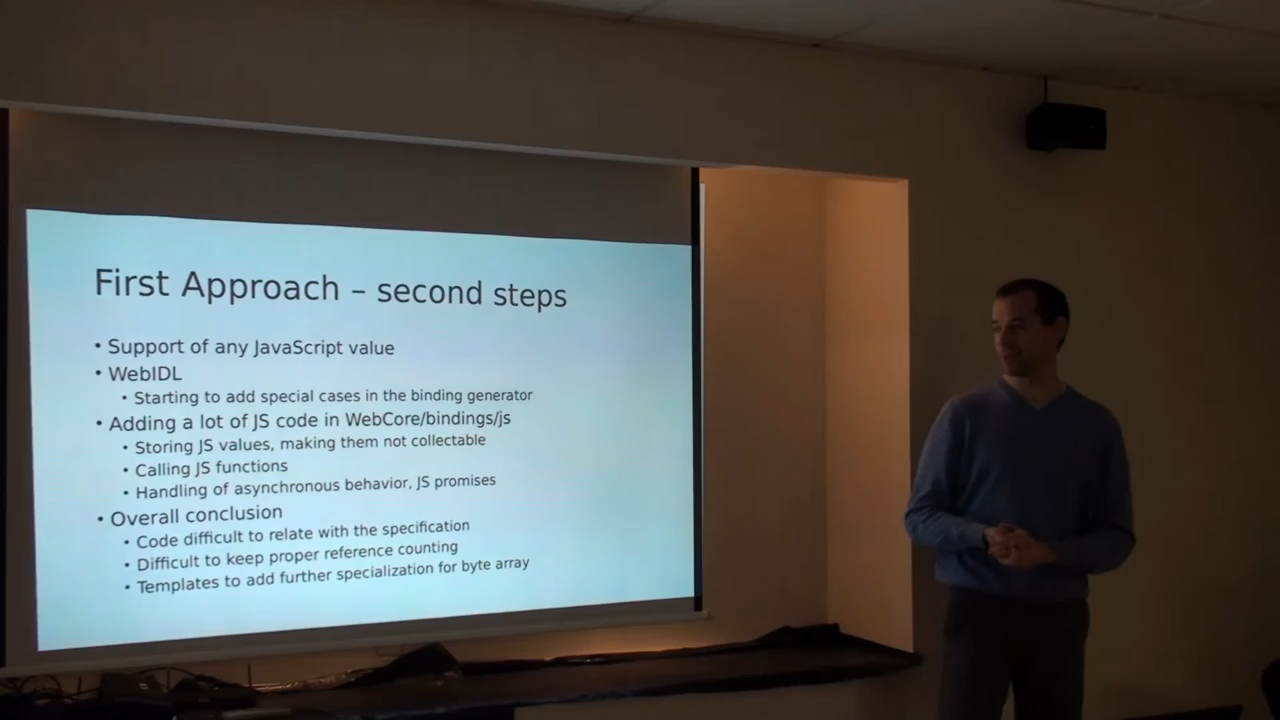 First Approach – second steps
• Support of any JavaScript value
• WebIDL
• Starting to add special cases in the binding generator
• Adding a lot of JS code in WebCore/bindings/js
• Storing JS values, making them not collectable
• Calling JS functions
• Handling of asynchronous behavior, JS promises
• Overall conclusion
• Code difficult to relate with the specification
• Difficult to keep proper reference counting
• Templates to add further specialization for byte array